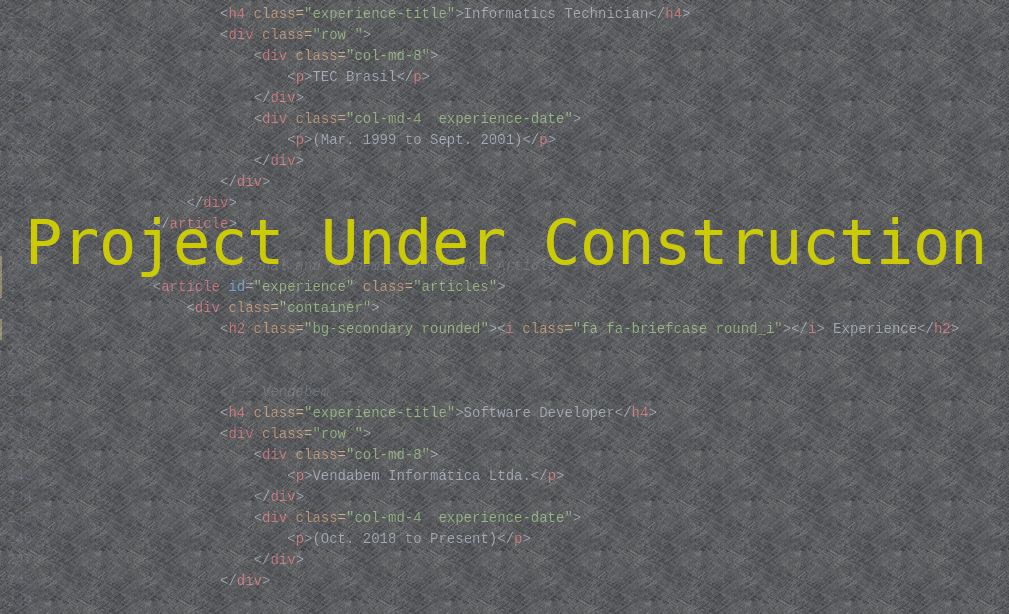 <h4 class="experience-title">Informatics Technician</h4>
<div class="row ">
<div class="col-md-8">
<p>TEC Brasil</p>
</div>
<div class="col-md-4  experience-date">
<p>(Mar. 1999 to Sept. 2001)</p>
</div>
</div>
</div>
</article>
Project Under Construction
<article id="experience" class="articles">
<div class="container">
<h2 class="bg-secondary rounded"><i class="fa fa-briefcase round_i"></i> Experience</h2>
<!-- Vendabem
<h4 class="experience-title">Software Developer</h4>
<div class="row ">
<div class="col-md-8">
<p>Vendabem Informática Ltda.</p>
</div>
<div class="col-md-4  experience-date">
<p>(Oct. 2018 to Present)</p>
</div>
</div>